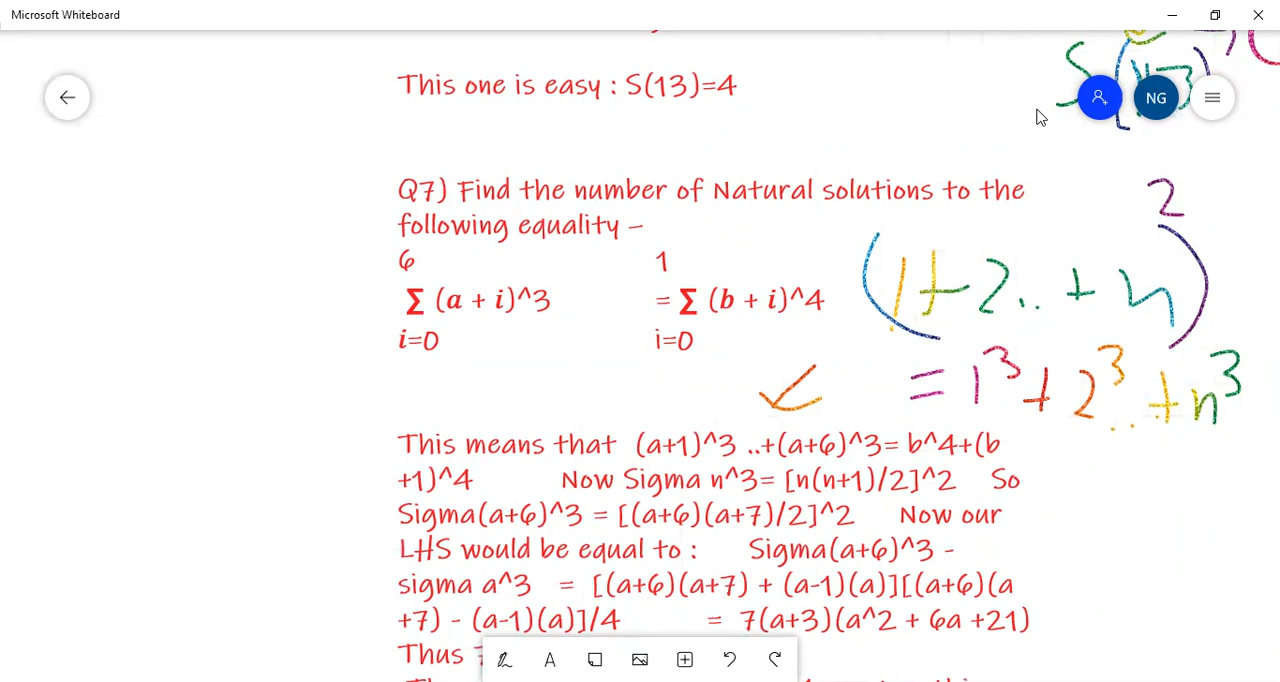 Microsoft Whiteboard
This one is easy : S(13)=4
NG
Q7) Find the number of Natural solutions to the
following equality –
6 1
∑ (a + i)^3 = ∑ (b + i)^4
i=0 i=0
2
(1+2.. + n)
= 1^3 + 2^3 .. + n^3
This means that (a+1)^3 ..+(a+6)^3= b^4+(b
+1)^4 Now Sigma n^3= [n(n+1)/2]^2 So
Sigma(a+6)^3 = [(a+6)(a+7)/2]^2 Now our
LHS would be equal to : Sigma(a+6)^3 -
sigma a^3 = [(a+6)(a+7) + (a-1)(a)][(a+6)(a
+7) - (a-1)(a)]/4 = 7(a+3)(a^2 + 6a +21)
Thus